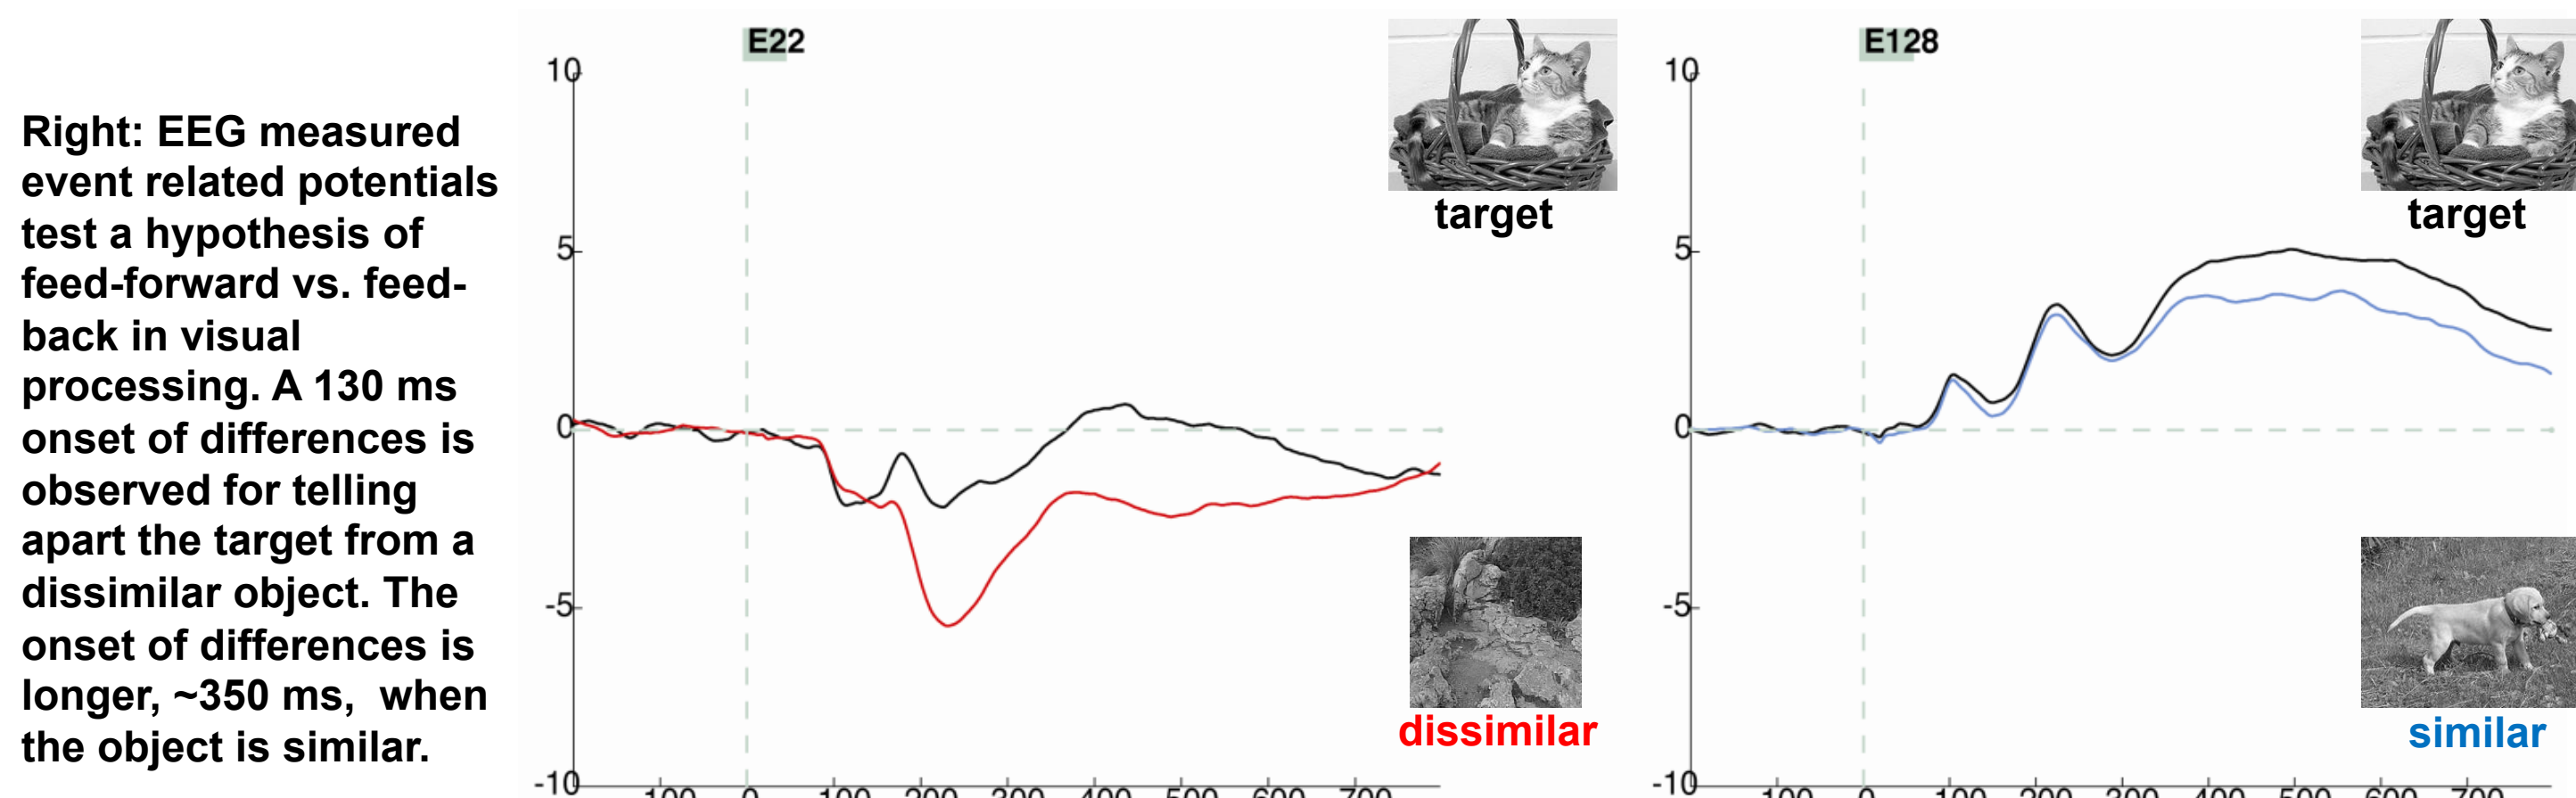 Right: EEG measured
event related potentials
test a hypothesis of
feed-forward vs. feed-
back in visual
processing. A 130 ms
onset of differences is
observed for telling
apart the target from a
dissimilar object. The
onset of differences is
longer, ~350 ms, when
the object is similar.
E22
10
5
0
-5
-10
target
dissimilar
E128
10
5
0
-5
-10
target
similar